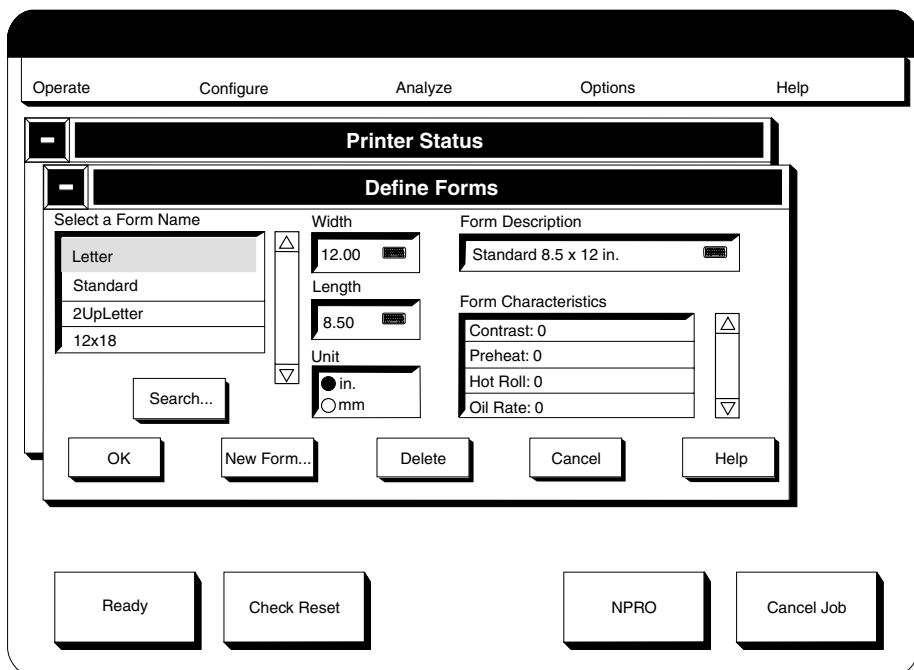 Operate Configure Analyze Options Help
Printer Status
Define Forms
Select a Form Name
Letter
Standard
2UpLetter
12x18
Search...
Width
12.00
Length
8.50
Unit
in.
mm
Form Description
Standard 8.5 x 12 in.
Form Characteristics
Contrast: 0
Preheat: 0
Hot Roll: 0
Oil Rate: 0
OK New Form... Delete Cancel Help
Ready Check Reset NPRO Cancel Job